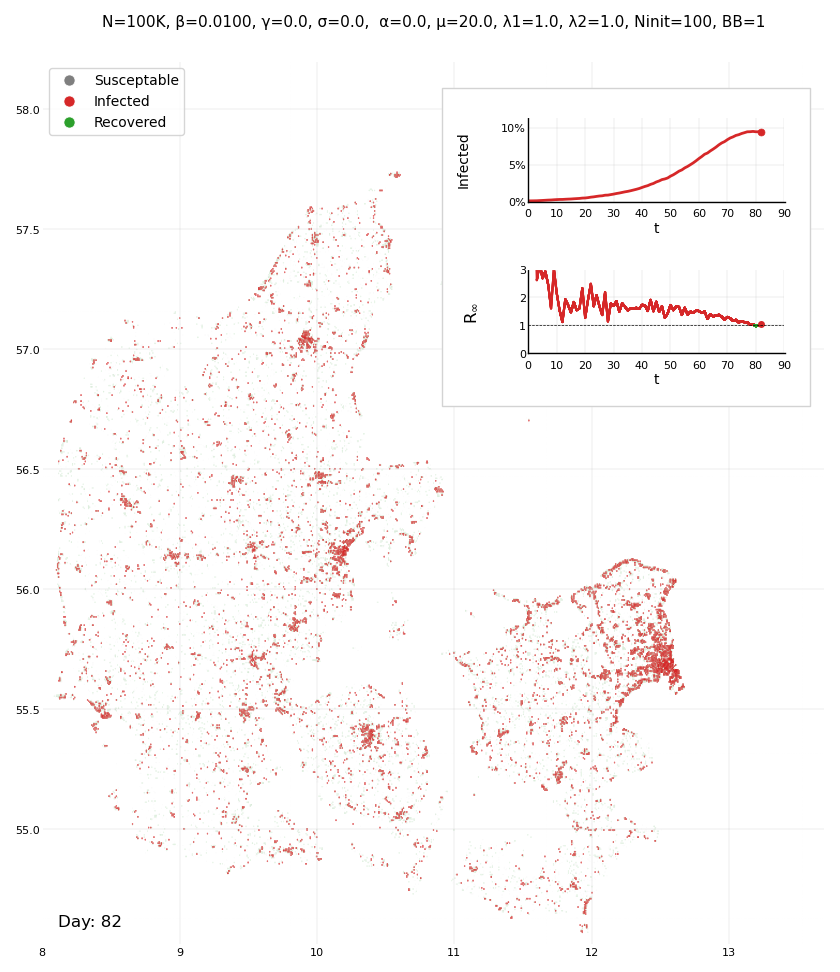 N=100K, β=0.0100, γ=0.0, σ=0.0,  α=0.0, μ=20.0, λ1=1.0, λ2=1.0, Ninit=100, BB=1
Susceptable
Infected
Recovered
58.0
57.5
57.0
56.5
56.0
55.5
55.0
8 9 10 11 12 13
Infected
10%
5%
0%
0 10 20 30 40 50 60 70 80 90
t
R∞
3
2
1
0
0 10 20 30 40 50 60 70 80 90
t
Day: 82